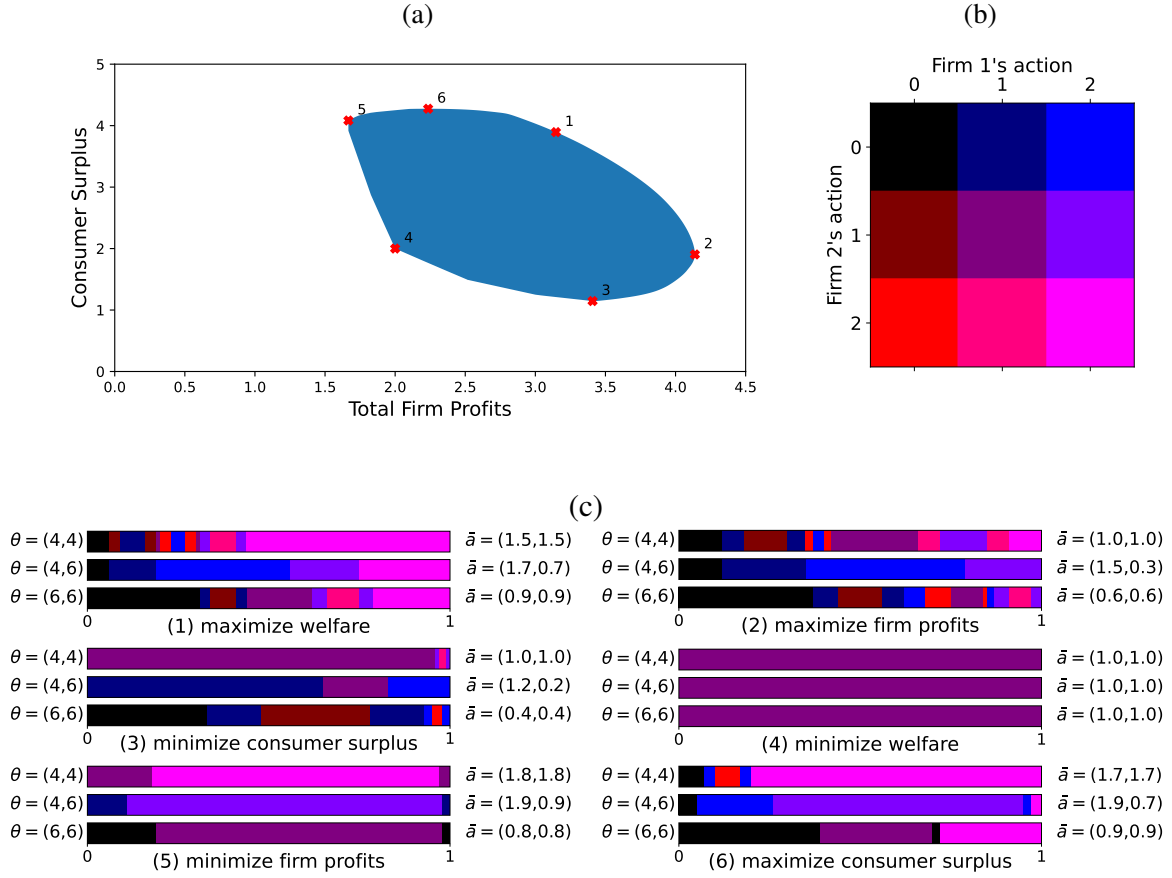 (a)
(b)
5
4
3
2
1
0
Consumer Surplus
0.0 0.5 1.0 1.5 2.0 2.5 3.0 3.5 4.0 4.5
Total Firm Profits
5
6
1
4
2
3
Firm 1's action
0 1 2
Firm 2's action
0
1
2
(c)
θ = (4,4) ā = (1.5,1.5)
θ = (4,6) ā = (1.7,0.7)
θ = (6,6) ā = (0.9,0.9)
0 1
(1) maximize welfare
θ = (4,4) ā = (1.0,1.0)
θ = (4,6) ā = (1.5,0.3)
θ = (6,6) ā = (0.6,0.6)
0 1
(2) maximize firm profits
θ = (4,4) ā = (1.0,1.0)
θ = (4,6) ā = (1.2,0.2)
θ = (6,6) ā = (0.4,0.4)
0 1
(3) minimize consumer surplus
θ = (4,4) ā = (1.0,1.0)
θ = (4,6) ā = (1.0,1.0)
θ = (6,6) ā = (1.0,1.0)
0 1
(4) minimize welfare
θ = (4,4) ā = (1.8,1.8)
θ = (4,6) ā = (1.9,0.9)
θ = (6,6) ā = (0.8,0.8)
0 1
(5) minimize firm profits
θ = (4,4) ā = (1.7,1.7)
θ = (4,6) ā = (1.9,0.7)
θ = (6,6) ā = (0.9,0.9)
0 1
(6) maximize consumer surplus